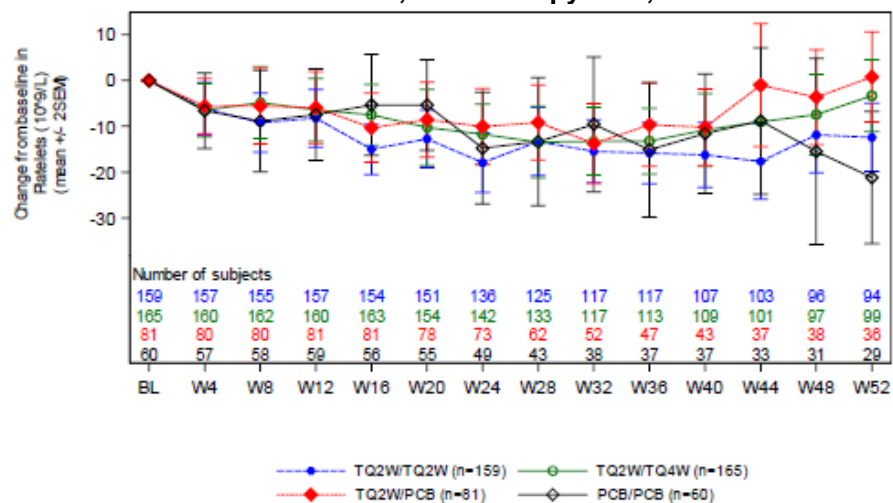 Change from baseline in
Platelets (10^9/L)
(mean +/- 2SEM)
10
0
-10
-20
-30
Number of subjects
159 157 155 157 154 151 136 125 117 117 107 103 96 94
165 160 162 160 163 154 142 133 117 113 109 101 97 99
81 80 80 81 81 78 73 62 52 47 43 37 38 36
60 57 58 59 56 55 49 43 38 37 37 33 31 29
BL W4 W8 W12 W16 W20 W24 W28 W32 W36 W40 W44 W48 W52
TQ2W/TQ2W (n=159) TQ2W/TQ4W (n=165)
TQ2W/PCB (n=81) PCB/PCB (n=60)